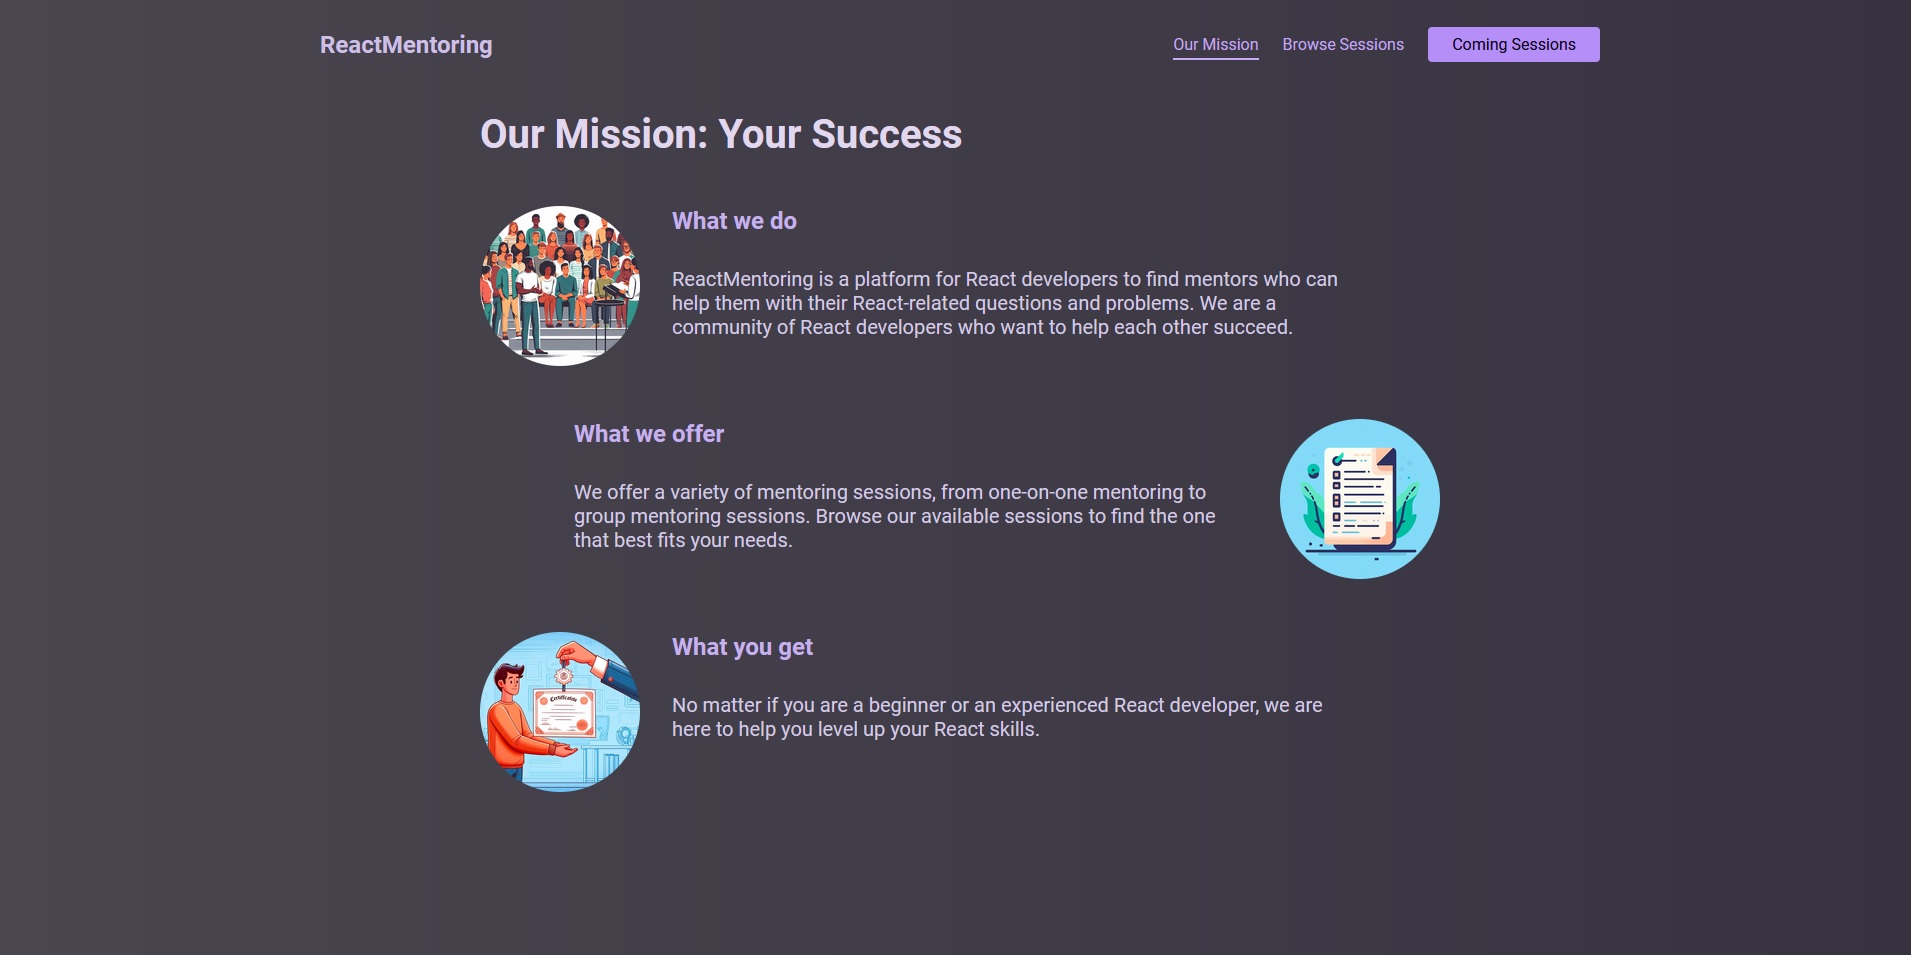 ReactMentoring
Our Mission
Browse Sessions
Coming Sessions
Our Mission: Your Success
What we do
ReactMentoring is a platform for React developers to find mentors who can
help them with their React-related questions and problems. We are a
community of React developers who want to help each other succeed.
What we offer
We offer a variety of mentoring sessions, from one-on-one mentoring to
group mentoring sessions. Browse our available sessions to find the one
that best fits your needs.
What you get
Certificate
No matter if you are a beginner or an experienced React developer, we are
here to help you level up your React skills.